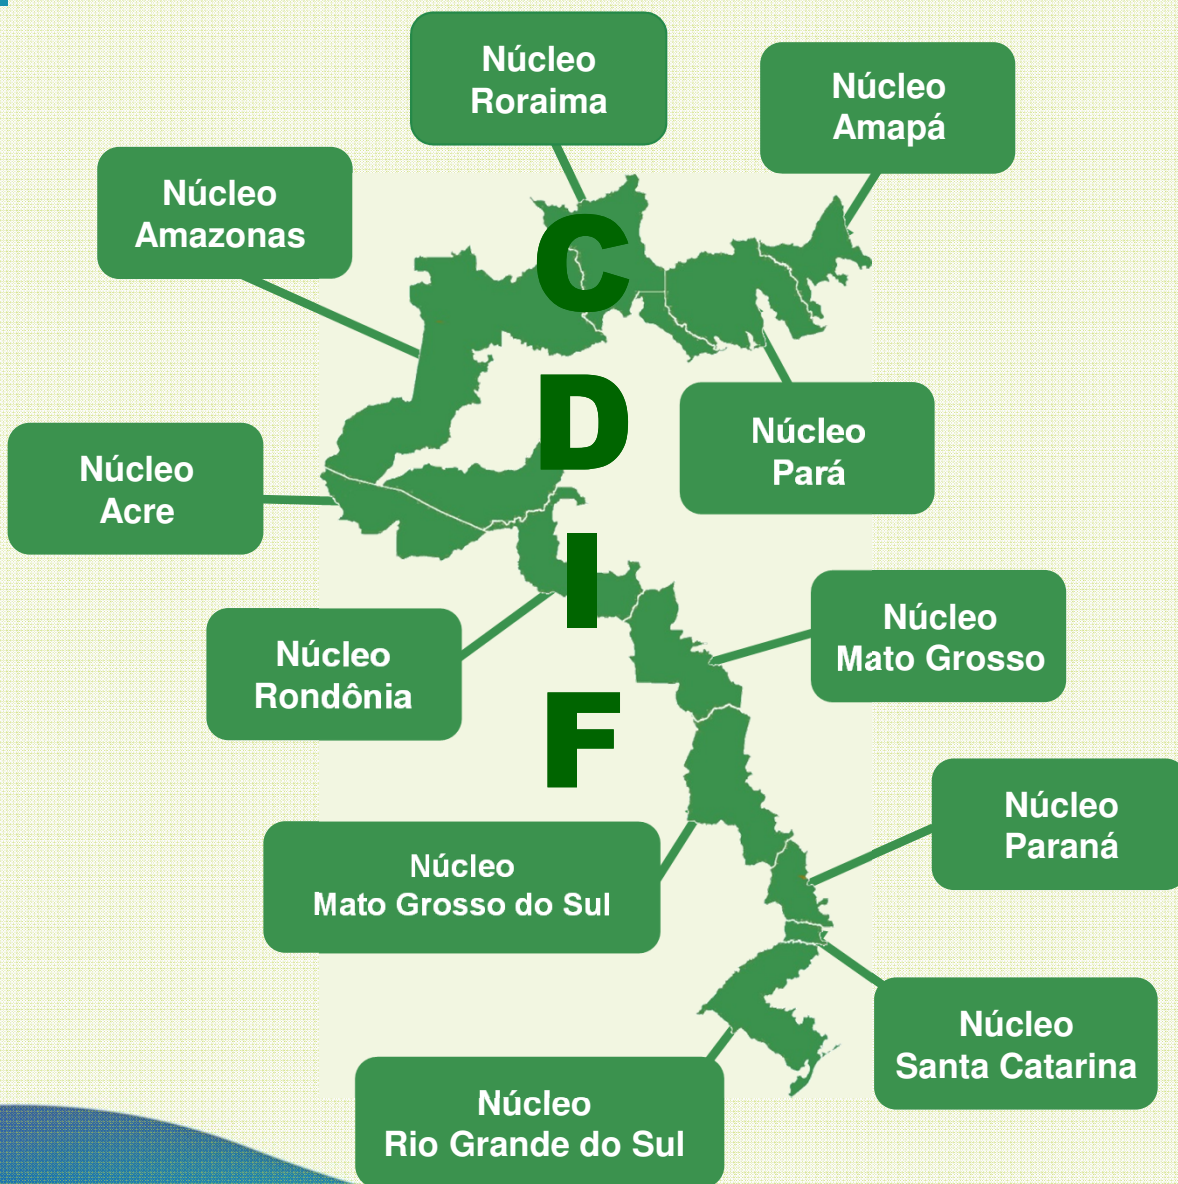 Núcleo
Roraima
Núcleo
Amapá
Núcleo
Amazonas
C
D
I
F
Núcleo
Pará
Núcleo
Acre
Núcleo
Mato Grosso
Núcleo
Rondônia
Núcleo
Paraná
Núcleo
Mato Grosso do Sul
Núcleo
Santa Catarina
Núcleo
Rio Grande do Sul